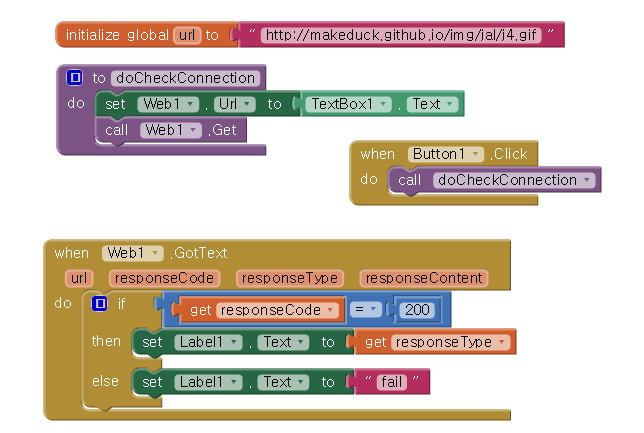 initialize global url to " http://makeduck.github.io/img/jal/j4.gif "
to doCheckConnection
do set Web1 . Url to TextBox1 . Text
call Web1 .Get
when Button1 .Click
do call doCheckConnection
when Web1 .GotText
url responseCode responseType responseContent
do if get responseCode = 200
then set Label1 . Text to get responseType
else set Label1 . Text to " fail "